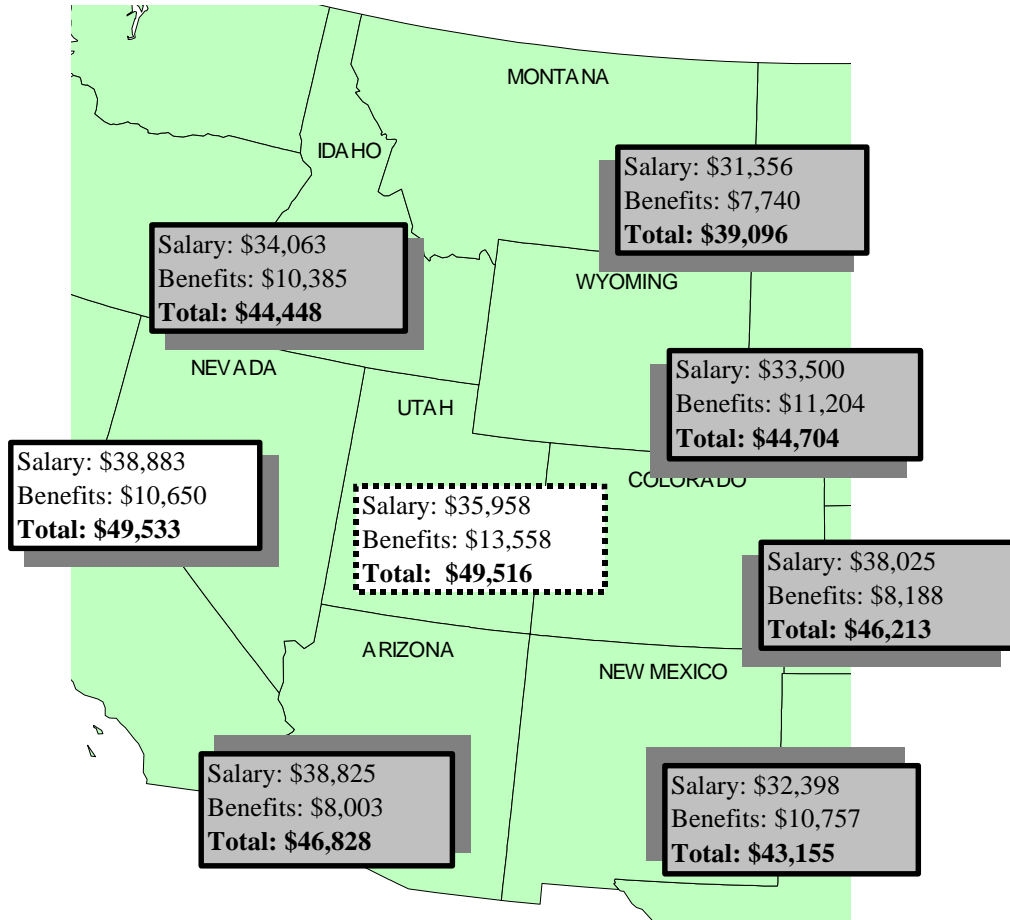 MONTANA
IDAHO
Salary: $31,356
Benefits: $7,740
Total: $39,096
Salary: $34,063
Benefits: $10,385
Total: $44,448
WYOMING
NEVADA
Salary: $33,500
Benefits: $11,204
Total: $44,704
UTAH
Salary: $38,883
Benefits: $10,650
Total: $49,533
COLORADO
Salary: $35,958
Benefits: $13,558
Total: $49,516
Salary: $38,025
Benefits: $8,188
Total: $46,213
ARIZONA
NEW MEXICO
Salary: $38,825
Benefits: $8,003
Total: $46,828
Salary: $32,398
Benefits: $10,757
Total: $43,155